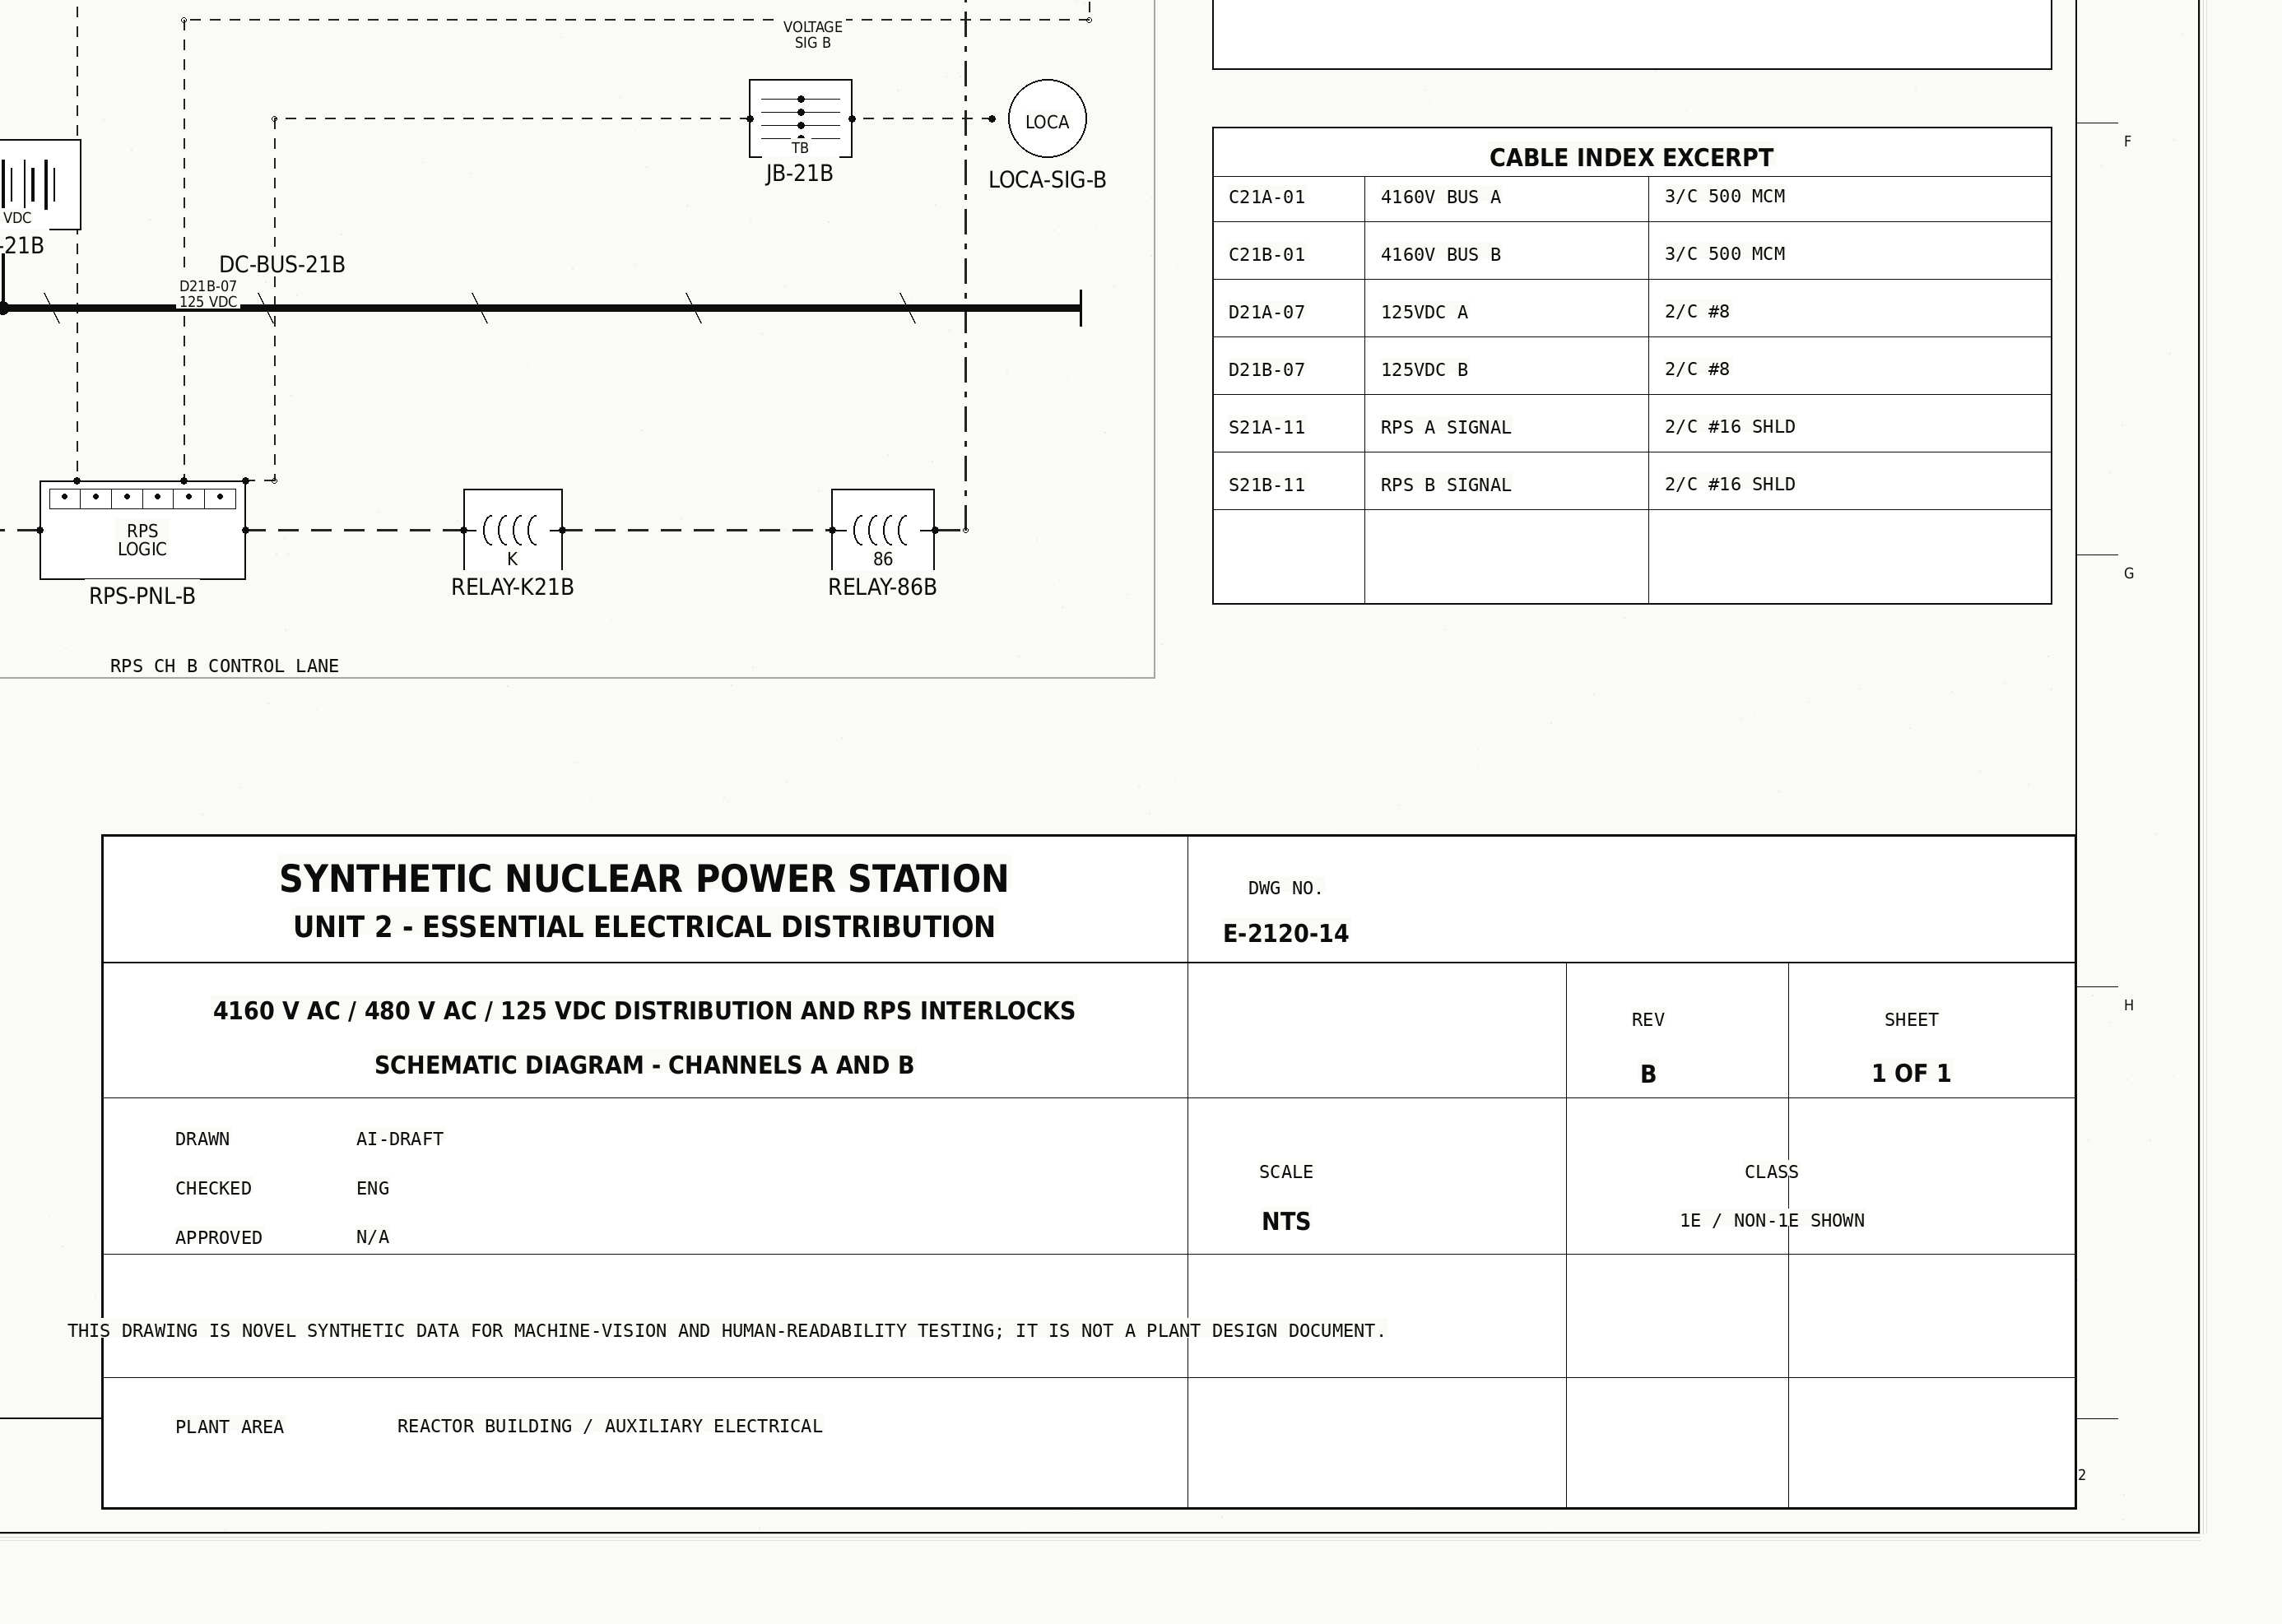 VOLTAGE
SIG B
TB
JB-21B
LOCA
LOCA-SIG-B
VDC
-21B
DC-BUS-21B
D21B-07
125 VDC
RPS
LOGIC
RPS-PNL-B
K
RELAY-K21B
86
RELAY-86B
RPS CH B CONTROL LANE
CABLE INDEX EXCERPT
C21A-01 4160V BUS A 3/C 500 MCM
C21B-01 4160V BUS B 3/C 500 MCM
D21A-07 125VDC A 2/C #8
D21B-07 125VDC B 2/C #8
S21A-11 RPS A SIGNAL 2/C #16 SHLD
S21B-11 RPS B SIGNAL 2/C #16 SHLD
F
G
H
SYNTHETIC NUCLEAR POWER STATION
UNIT 2 - ESSENTIAL ELECTRICAL DISTRIBUTION
DWG NO.
E-2120-14
4160 V AC / 480 V AC / 125 VDC DISTRIBUTION AND RPS INTERLOCKS
SCHEMATIC DIAGRAM - CHANNELS A AND B
REV
B
SHEET
1 OF 1
DRAWN AI-DRAFT
CHECKED ENG
APPROVED N/A
SCALE
NTS
CLASS
1E / NON-1E SHOWN
THIS DRAWING IS NOVEL SYNTHETIC DATA FOR MACHINE-VISION AND HUMAN-READABILITY TESTING; IT IS NOT A PLANT DESIGN DOCUMENT.
PLANT AREA REACTOR BUILDING / AUXILIARY ELECTRICAL
2